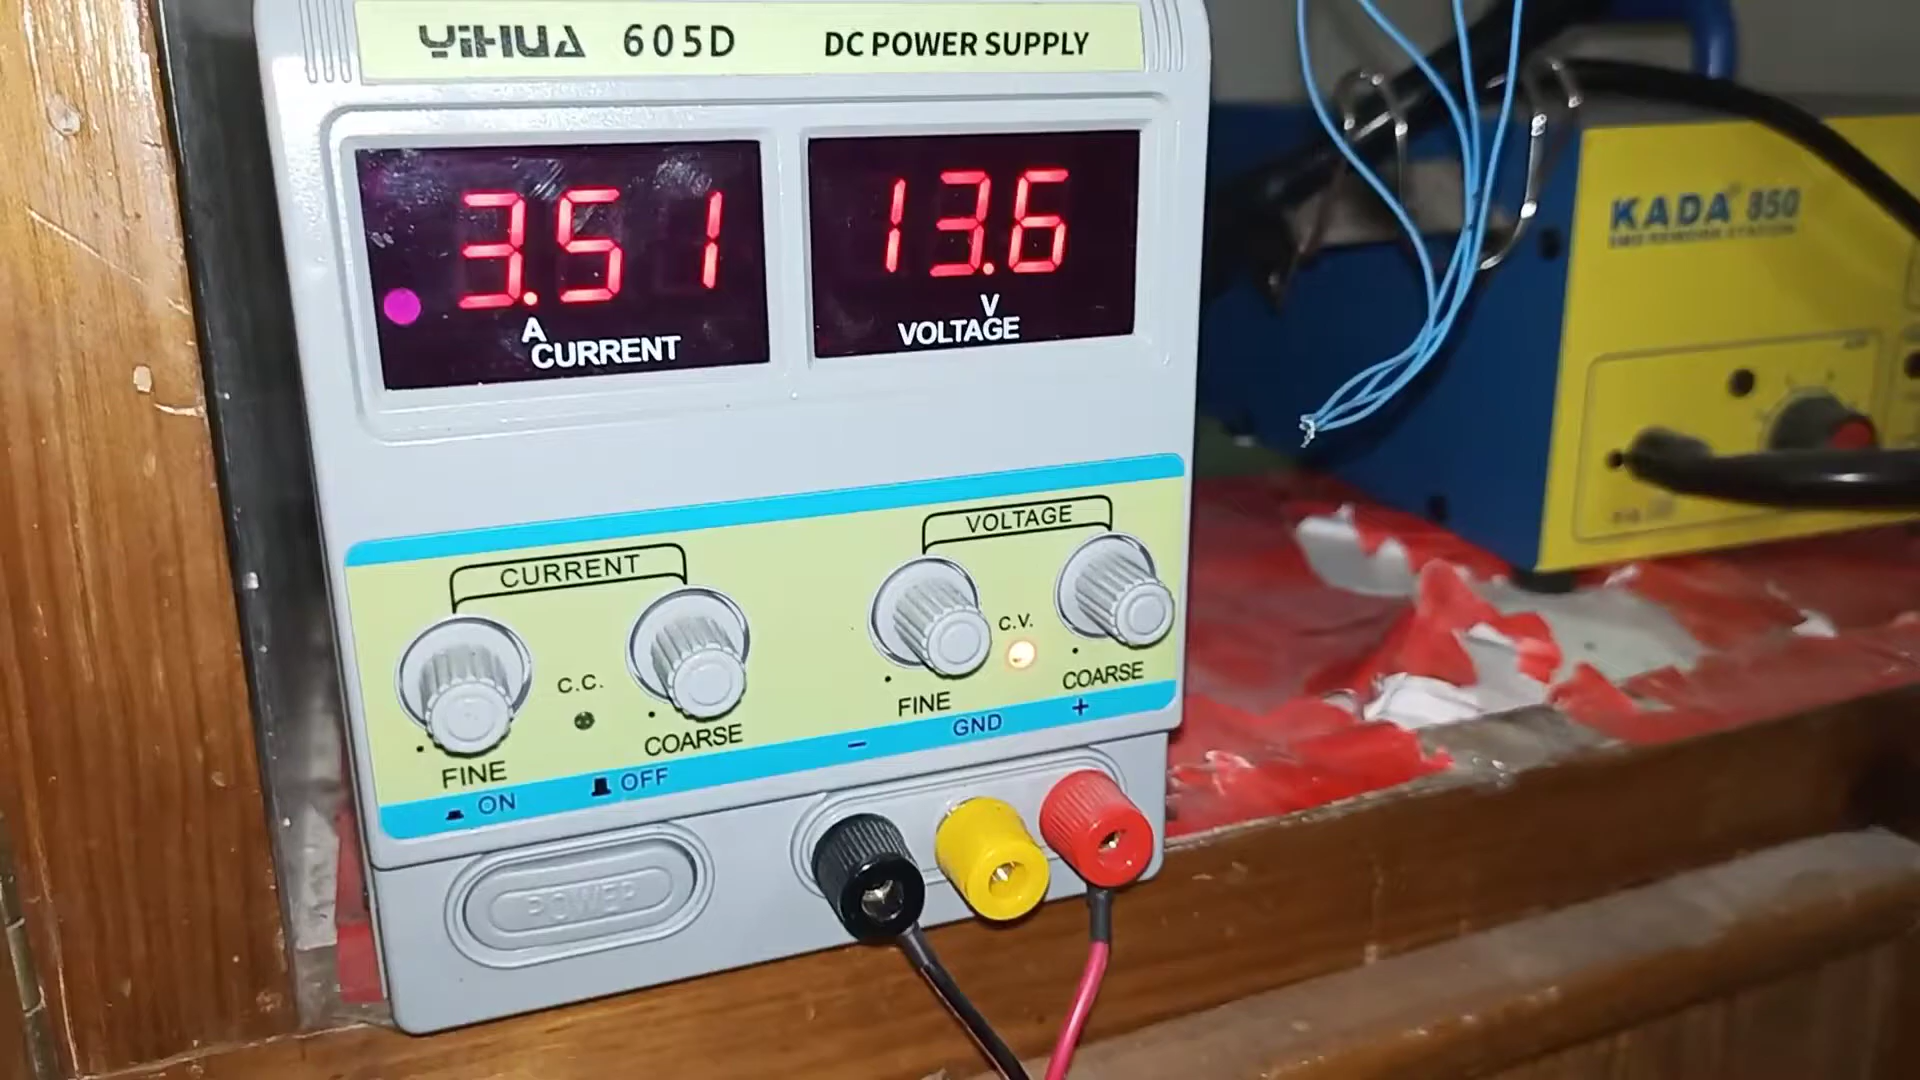 YIHUA 605D DC POWER SUPPLY
3.51
A
CURRENT
13.6
V
VOLTAGE
KADA 850
CURRENT
VOLTAGE
C.C.
C.V.
FINE
COARSE
FINE
COARSE
ON
OFF
−
GND
+
POWER